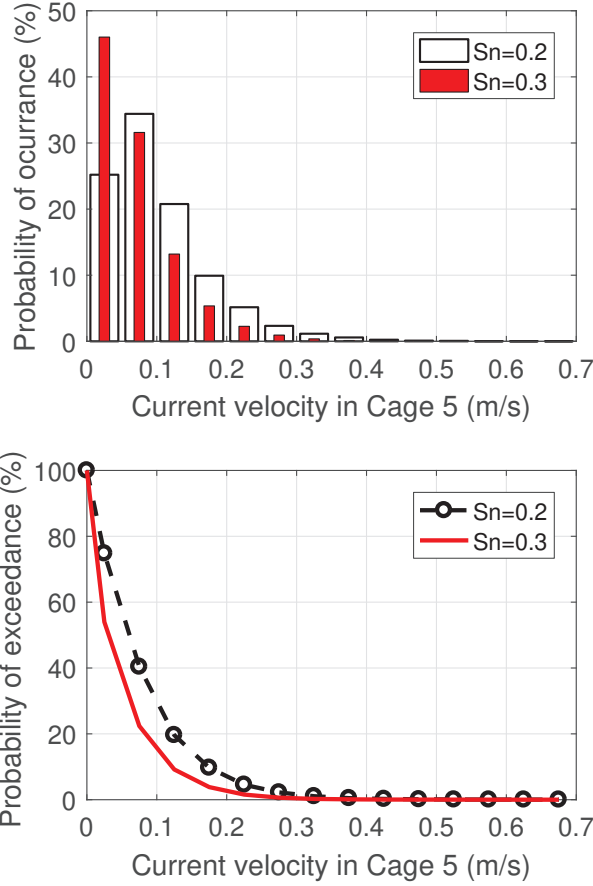 50
40
30
20
10
0
Probability of ocurrance (%)
Sn=0.2
Sn=0.3
0 0.1 0.2 0.3 0.4 0.5 0.6 0.7
Current velocity in Cage 5 (m/s)
100
80
60
40
20
0
Probability of exceedance (%)
Sn=0.2
Sn=0.3
0 0.1 0.2 0.3 0.4 0.5 0.6 0.7
Current velocity in Cage 5 (m/s)